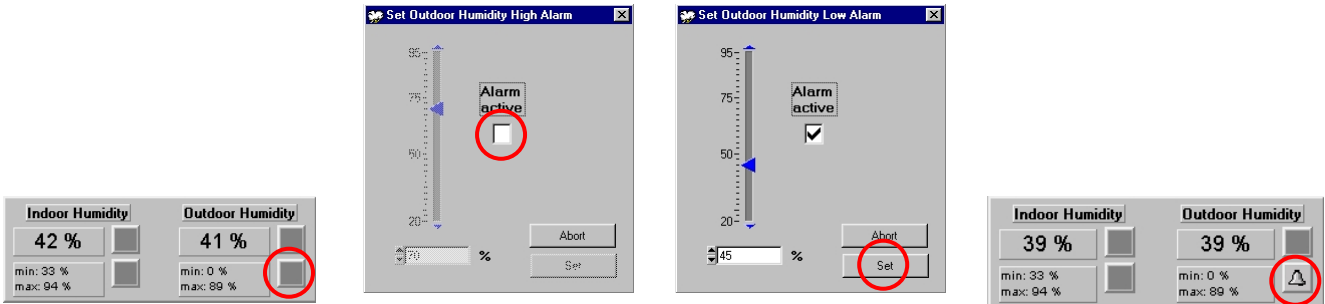 Indoor Humidity
42 %
min: 33 %
max: 94 %
Outdoor Humidity
41 %
min: 0 %
max: 89 %
Set Outdoor Humidity High Alarm
95
75
50
20
Alarm
active
70
%
Abort
Set
Set Outdoor Humidity Low Alarm
95
75
50
20
Alarm
active
45
%
Abort
Set
Indoor Humidity
39 %
min: 33 %
max: 94 %
Outdoor Humidity
39 %
min: 0 %
max: 89 %